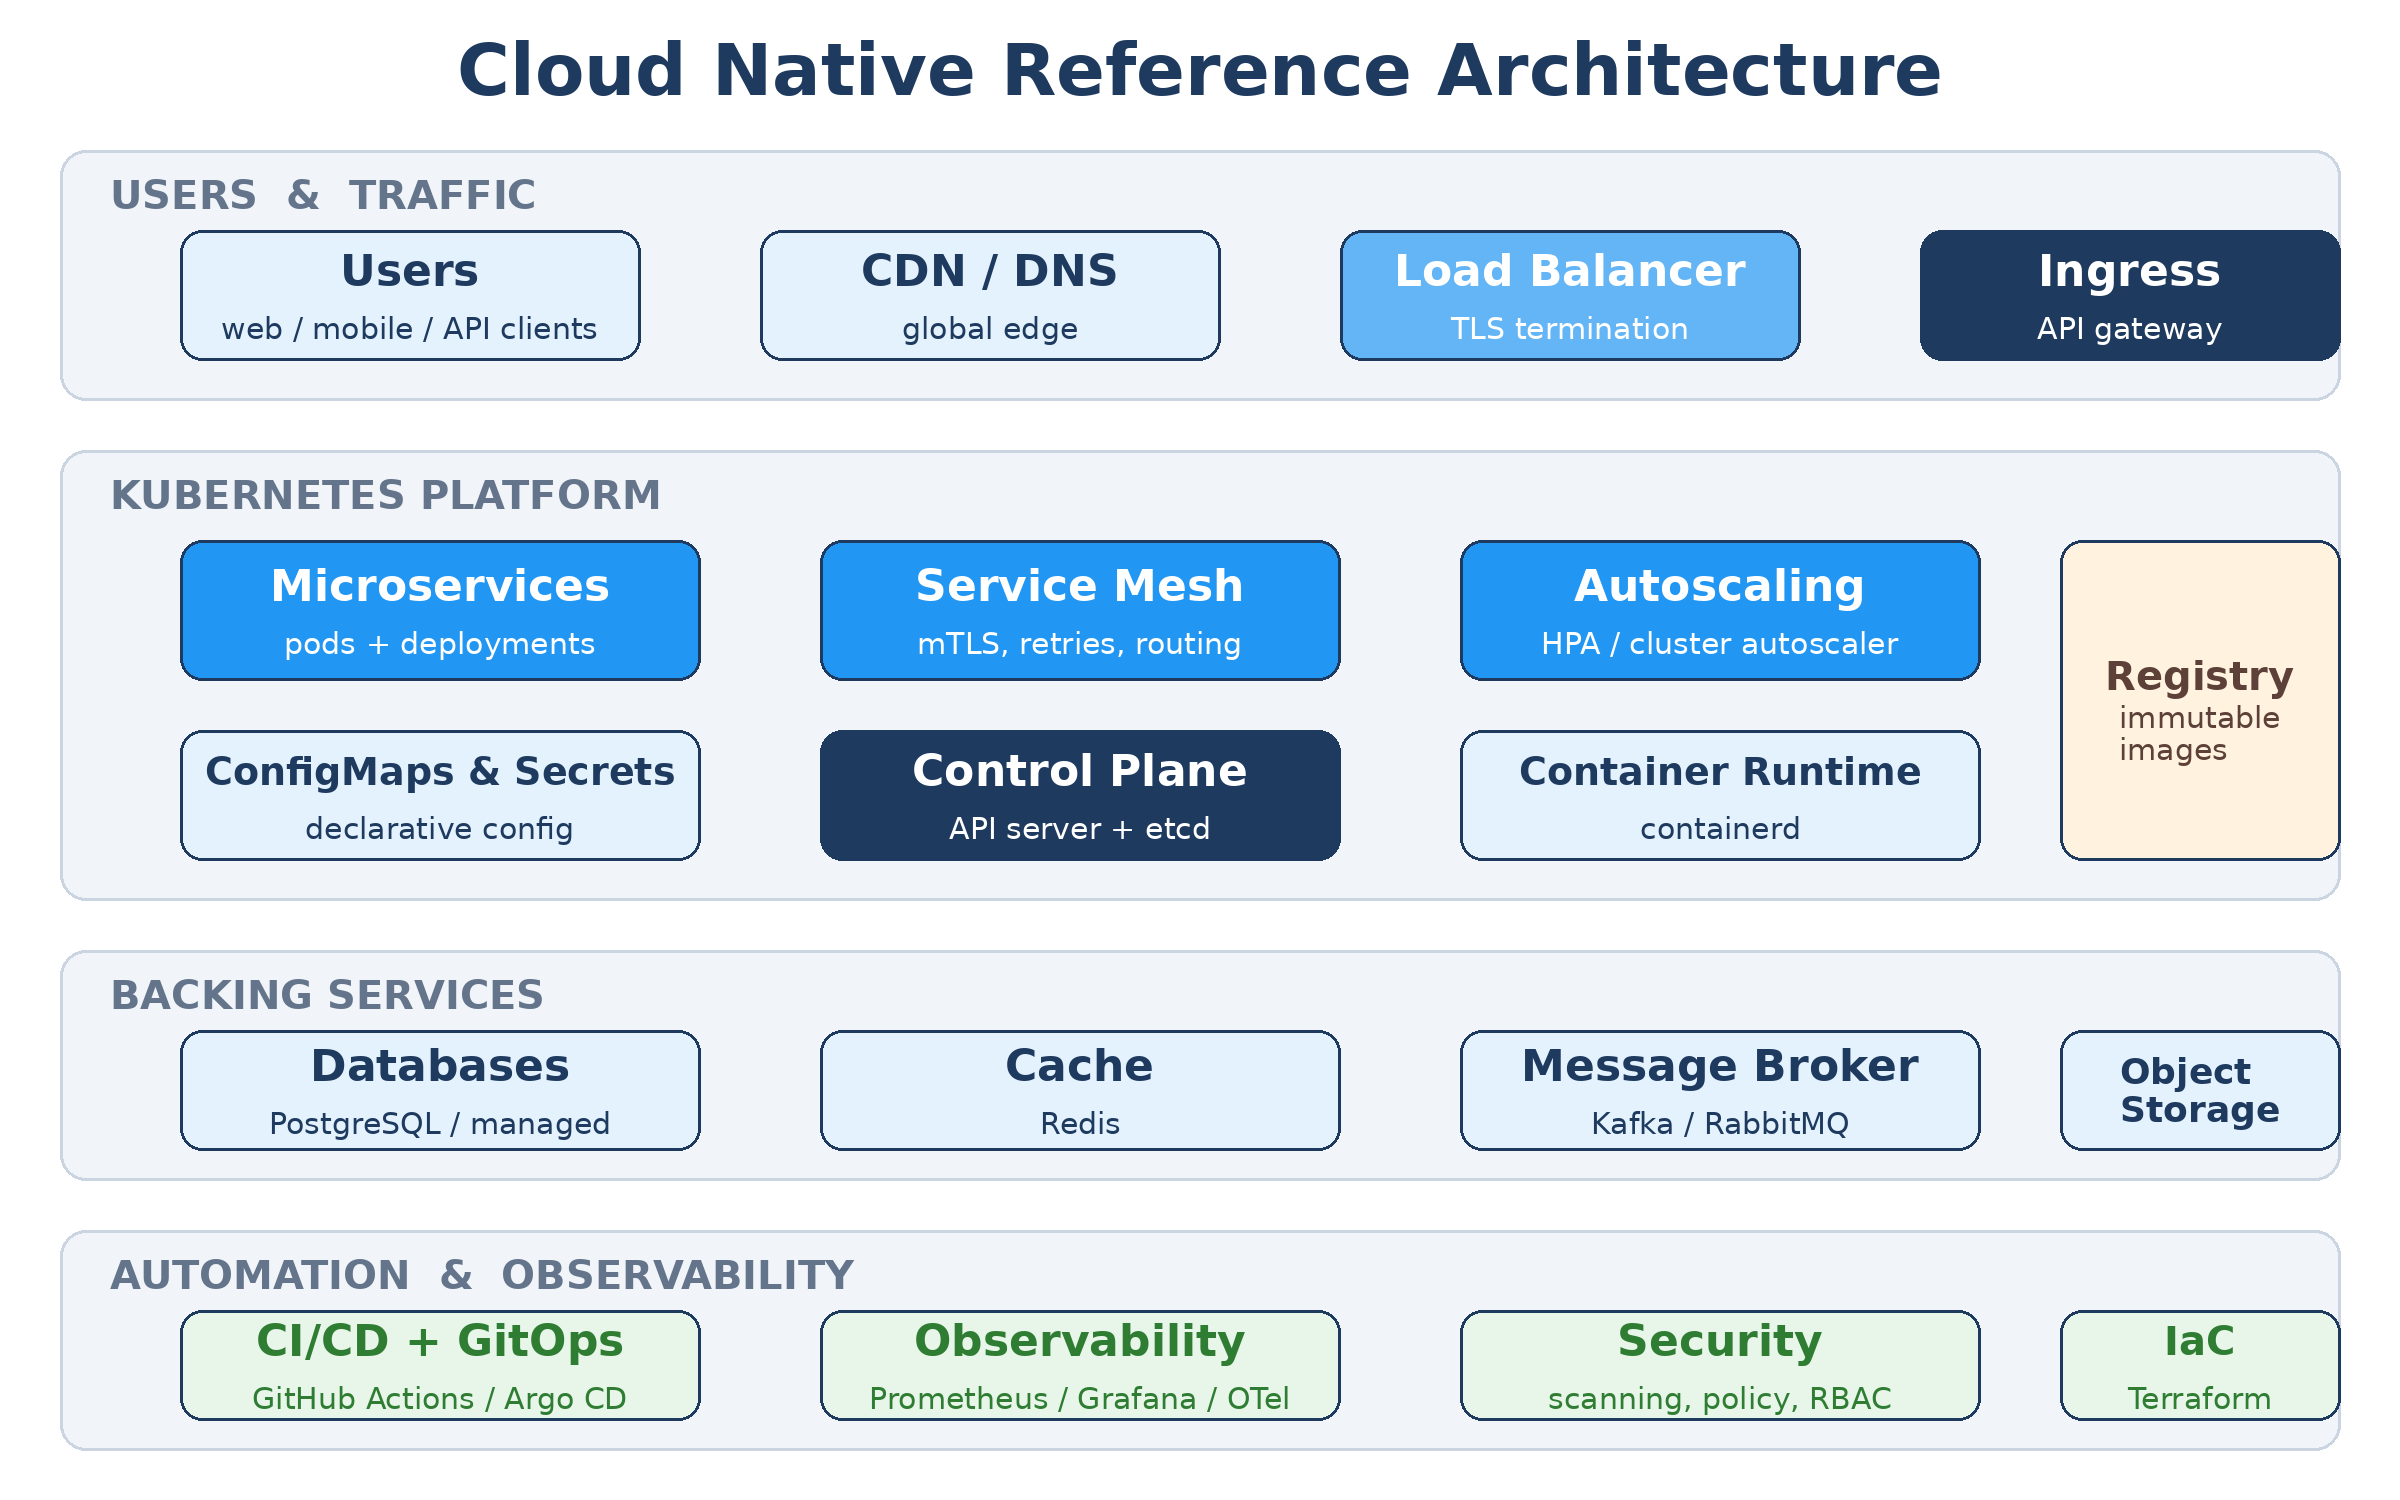 Cloud Native Reference Architecture
USERS & TRAFFIC
Users
web / mobile / API clients
CDN / DNS
global edge
Load Balancer
TLS termination
Ingress
API gateway
KUBERNETES PLATFORM
Microservices
pods + deployments
Service Mesh
mTLS, retries, routing
Autoscaling
HPA / cluster autoscaler
Registry
immutable
images
ConfigMaps & Secrets
declarative config
Control Plane
API server + etcd
Container Runtime
containerd
BACKING SERVICES
Databases
PostgreSQL / managed
Cache
Redis
Message Broker
Kafka / RabbitMQ
Object
Storage
AUTOMATION & OBSERVABILITY
CI/CD + GitOps
GitHub Actions / Argo CD
Observability
Prometheus / Grafana / OTel
Security
scanning, policy, RBAC
IaC
Terraform